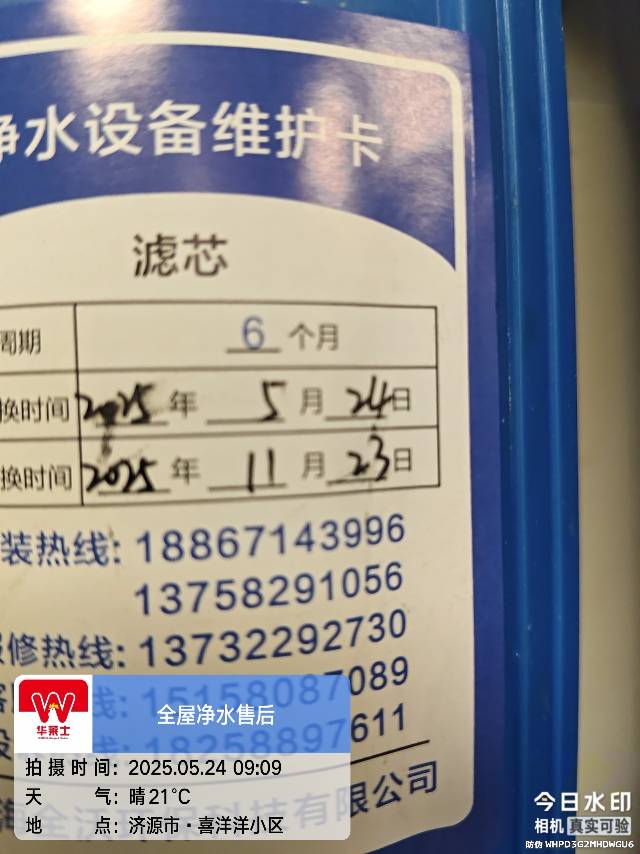 净水设备维护卡
滤芯
周期 6 个月
换时间 2025 年 5 月 24 日
换时间 2025 年 11 月 23 日
装热线: 18867143996
13758291056
报修热线: 13732292730
线: 15158087089
18258897611
有限公司
华莱士
全屋净水售后
拍摄时间: 2025.05.24 09:09
天气: 晴21°C
地点: 济源市·喜洋洋小区
今日水印
相机 真实可验
防伪 WHPD3G2MHDWGU6